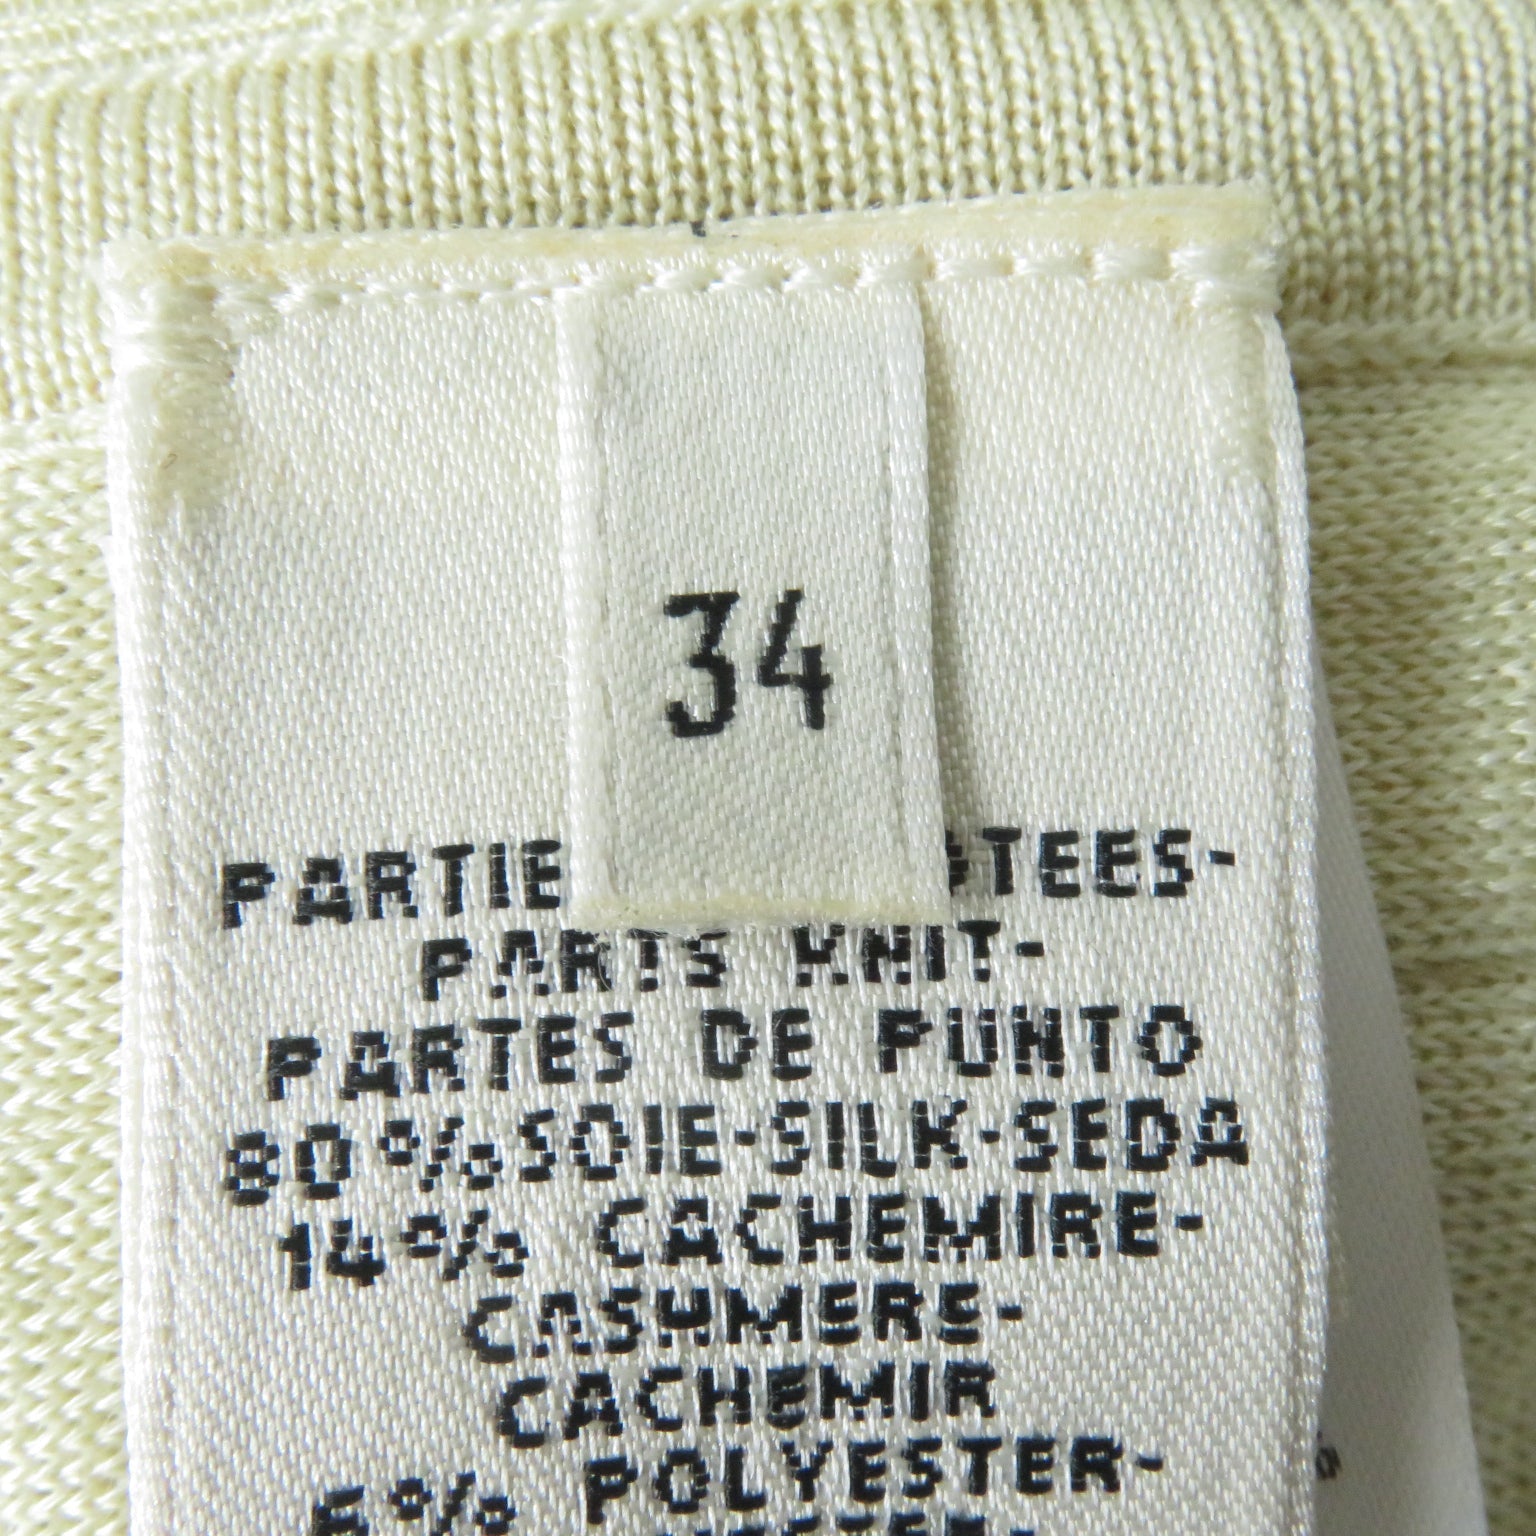 34
PARTIE TEES-
PARTS KNIT-
PARTES DE PUNTO
80% SOIE-SILK-SEDA
14% CACHEMIRE-
CASHMERE-
CACHEMIR
POLYESTER-